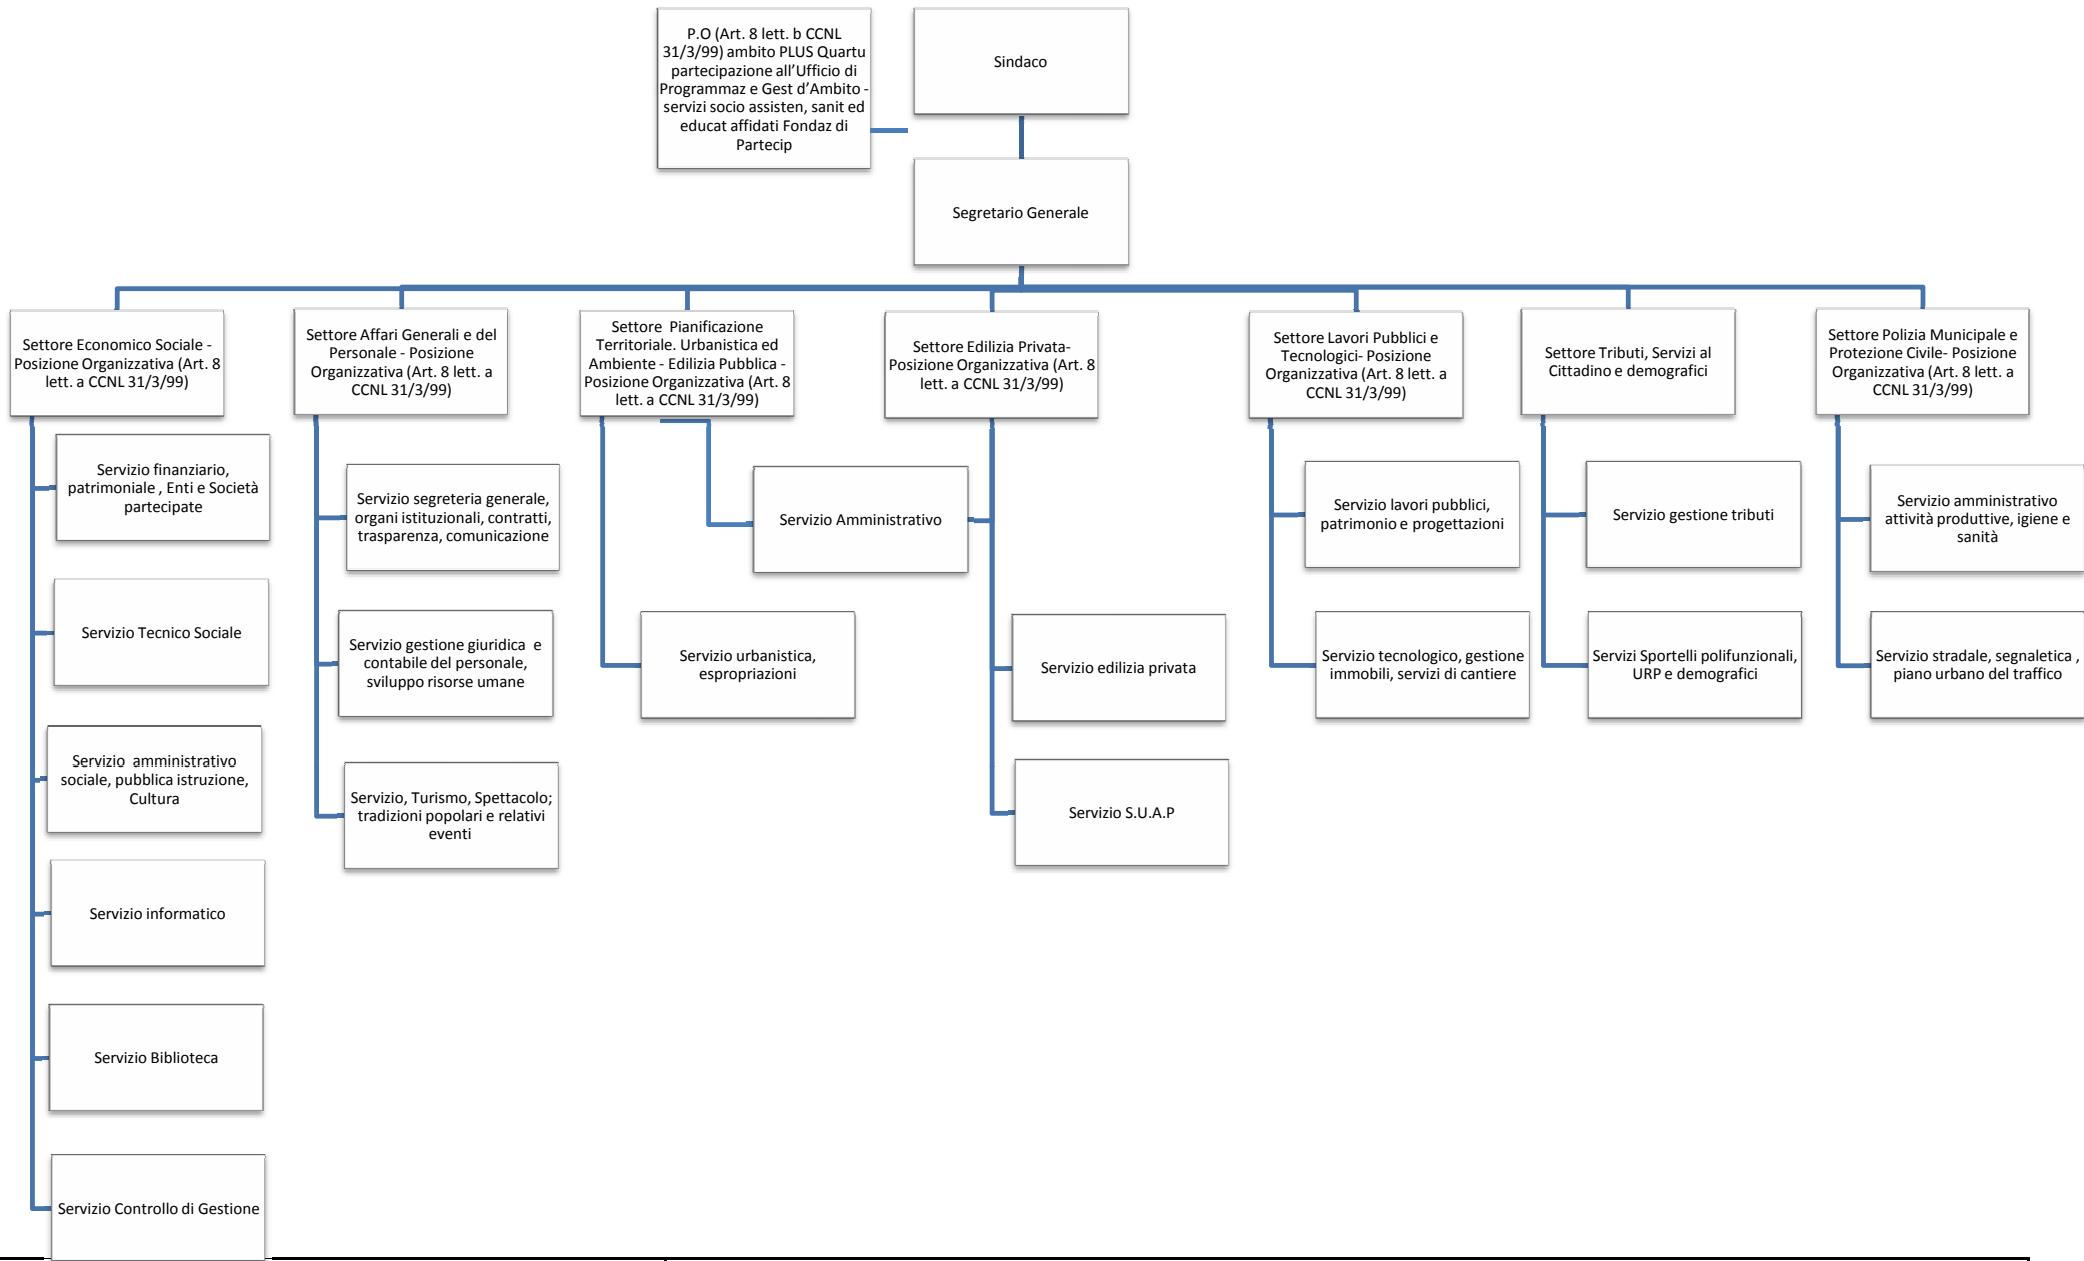 P.O (Art. 8 lett. b CCNL
31/3/99) ambito PLUS Quartu
partecipazione all'Ufficio di
Programmaz e Gest d'Ambito -
servizi socio assisten, sanit ed
educat affidati Fondaz di
Partecip
Sindaco
Segretario Generale
Settore Economico Sociale -
Posizione Organizzativa (Art. 8
lett. a CCNL 31/3/99)
Servizio finanziario,
patrimoniale , Enti e Società
partecipate
Servizio Tecnico Sociale
Servizio  amministrativo
sociale, pubblica istruzione,
Cultura
Servizio informatico
Servizio Biblioteca
Servizio Controllo di Gestione
Settore Affari Generali e del
Personale - Posizione
Organizzativa (Art. 8 lett. a
CCNL 31/3/99)
Servizio segreteria generale,
organi istituzionali, contratti,
trasparenza, comunicazione
Servizio gestione giuridica  e
contabile del personale,
sviluppo risorse umane
Servizio, Turismo, Spettacolo;
tradizioni popolari e relativi
eventi
Settore  Pianificazione
Territoriale. Urbanistica ed
Ambiente - Edilizia Pubblica -
Posizione Organizzativa (Art. 8
lett. a CCNL 31/3/99)
Servizio Amministrativo
Servizio urbanistica,
espropriazioni
Settore Edilizia Privata-
Posizione Organizzativa (Art. 8
lett. a CCNL 31/3/99)
Servizio edilizia privata
Servizio S.U.A.P
Settore Lavori Pubblici e
Tecnologici- Posizione
Organizzativa (Art. 8 lett. a
CCNL 31/3/99)
Servizio lavori pubblici,
patrimonio e progettazioni
Servizio tecnologico, gestione
immobili, servizi di cantiere
Settore Tributi, Servizi al
Cittadino e demografici
Servizio gestione tributi
Servizi Sportelli polifunzionali,
URP e demografici
Settore Polizia Municipale e
Protezione Civile- Posizione
Organizzativa (Art. 8 lett. a
CCNL 31/3/99)
Servizio amministrativo
attività produttive, igiene e
sanità
Servizio stradale, segnaletica ,
piano urbano del traffico